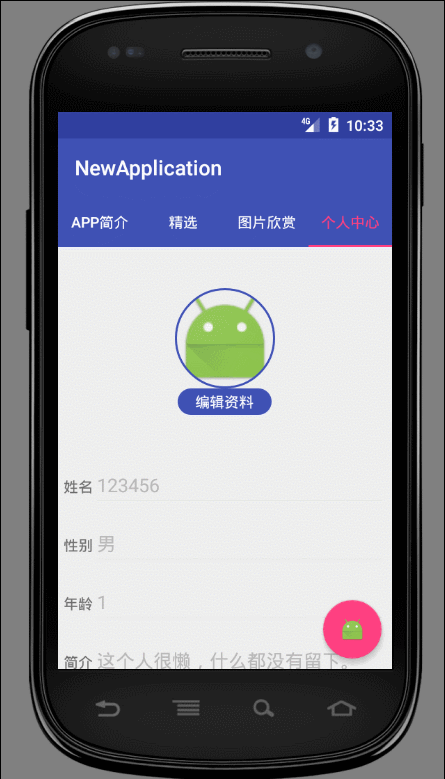 4G 10:33
NewApplication
APP简介 精选 图片欣赏 个人中心
编辑资料
姓名 123456
性别 男
年龄 1
简介 这个人很懒，什么都没有留下。